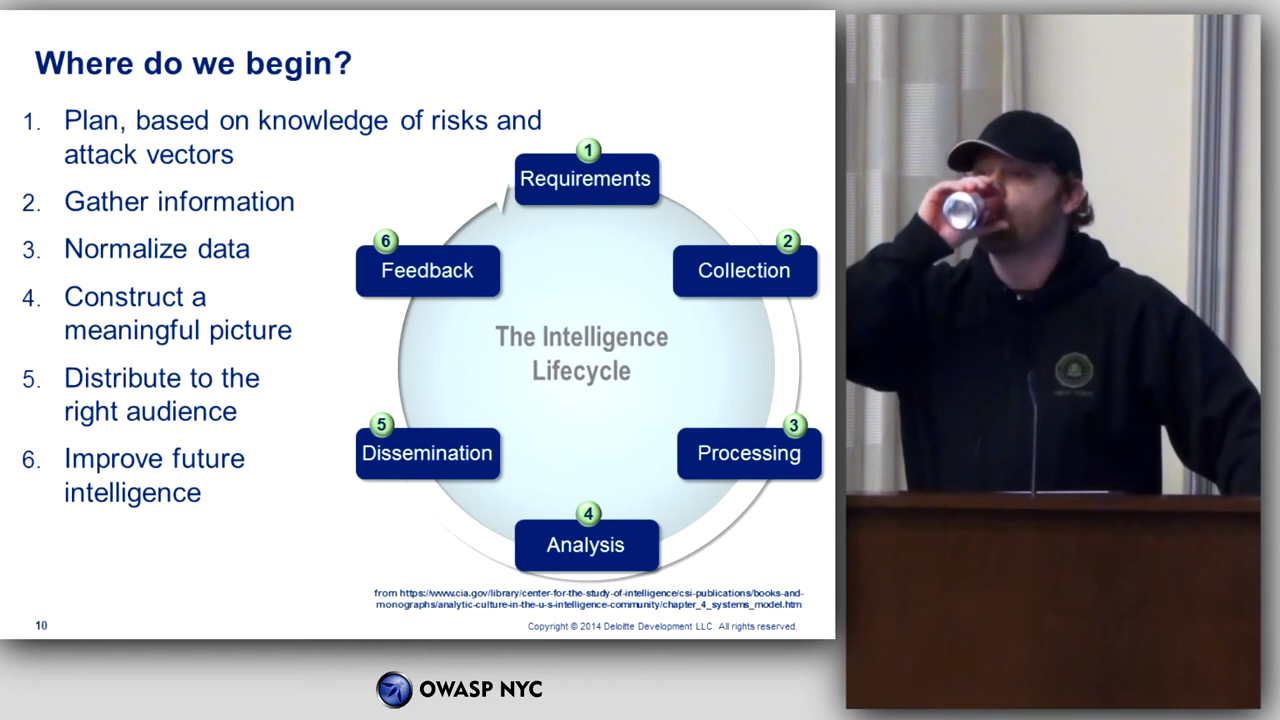 Where do we begin?
1. Plan, based on knowledge of risks and
attack vectors
2. Gather information
3. Normalize data
4. Construct a
meaningful picture
5. Distribute to the
right audience
6. Improve future
intelligence
1
Requirements
2
Collection
3
Processing
4
Analysis
5
Dissemination
6
Feedback
The Intelligence
Lifecycle
from https://www.cia.gov/library/center-for-the-study-of-intelligence/csi-publications/books-and-
monographs/analytic-culture-in-the-u-s-intelligence-community/chapter_4_systems_model.htm
10
Copyright © 2014 Deloitte Development LLC. All rights reserved.
OWASP NYC